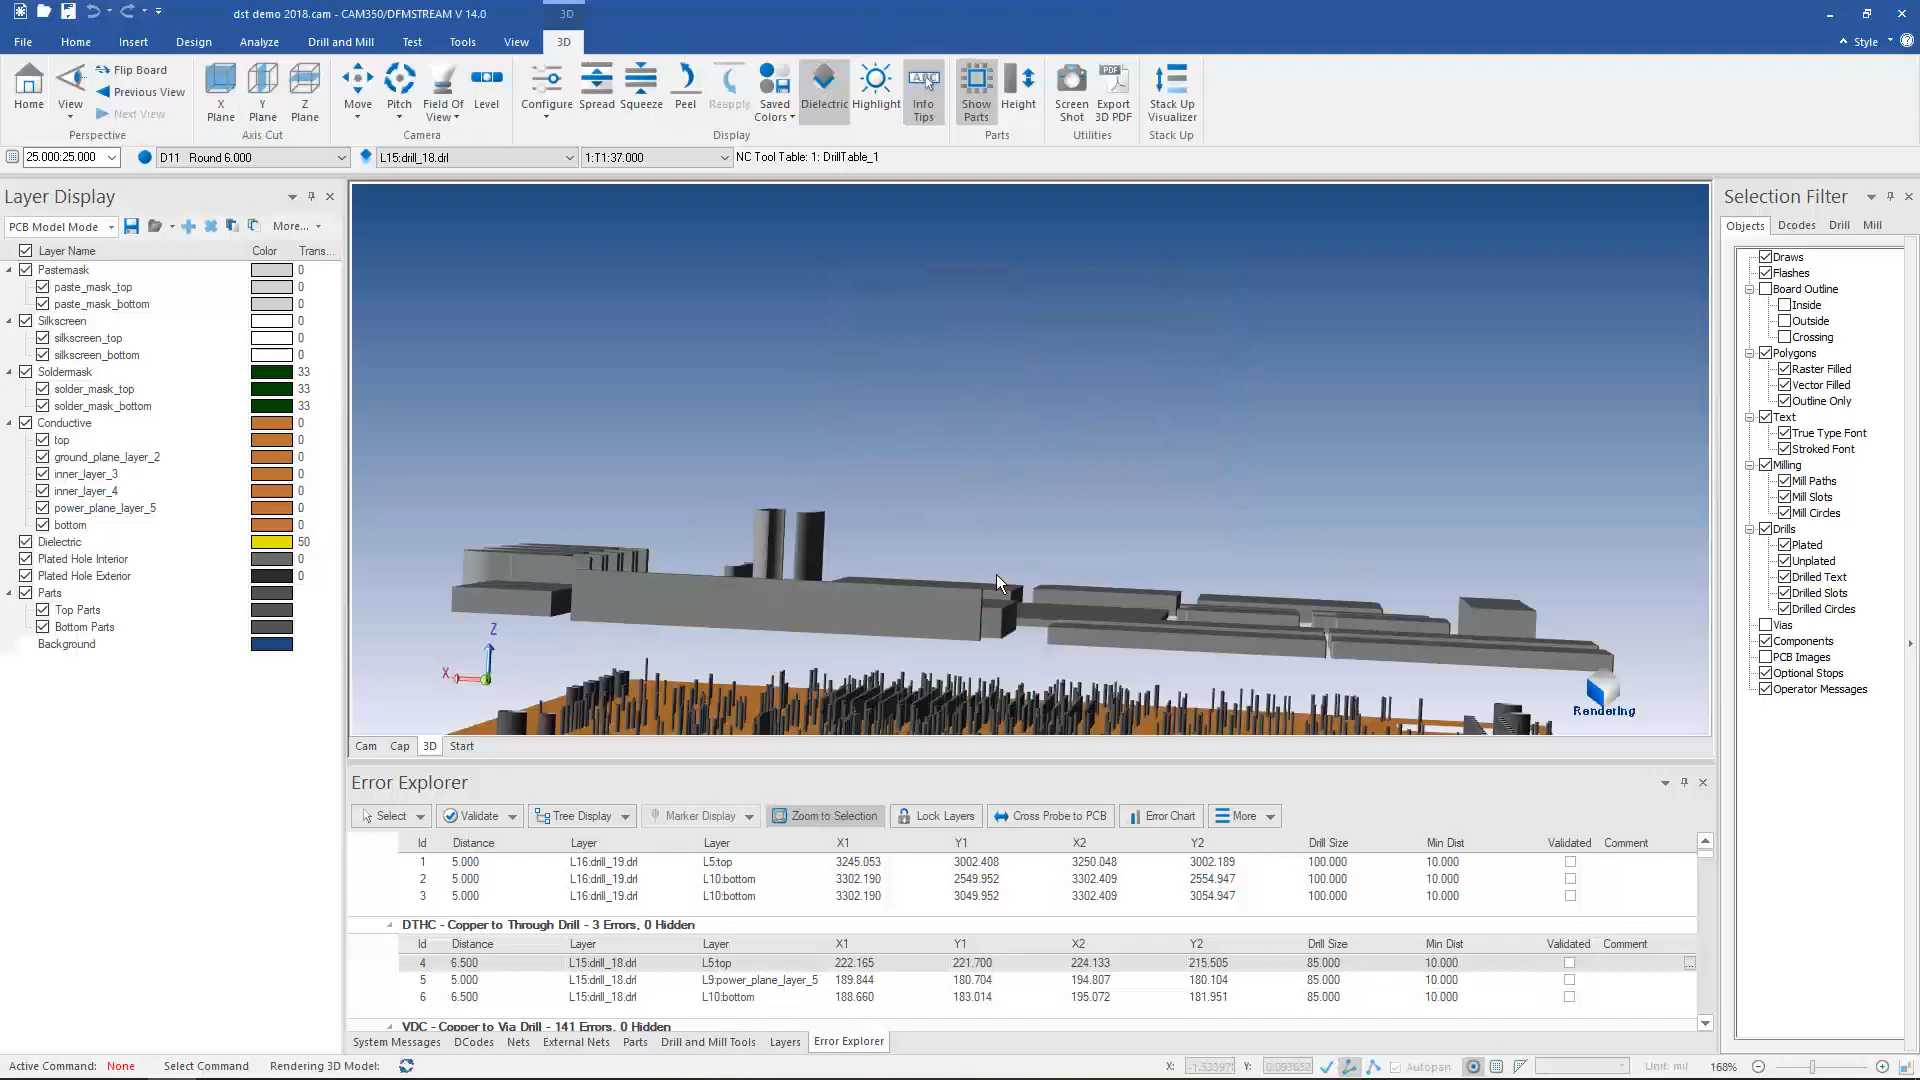 dst demo 2018.cam - CAM350/DFMSTREAM V 14.0
3D
File Home Insert Design Analyze Drill and Mill Test Tools View 3D Style
Home View Flip Board Previous View Next View Perspective
X Plane Y Plane Z Plane Axis Cut
Move Pitch Field Of View Level Camera
Configure Spread Squeeze Peel Reapply Saved Colors Dielectric Highlight Info Tips Display
Show Parts Height Parts
Screen Shot Export 3D PDF Utilities
Stack Up Visualizer Stack Up
25.000:25.000 D11 Round 6.000 L15:drill_18.drl 1:T1:37.000 NC Tool Table: 1: DrillTable_1
Layer Display
PCB Model Mode More...
Layer Name Color Trans...
Pastemask 0
paste_mask_top 0
paste_mask_bottom 0
Silkscreen 0
silkscreen_top 0
silkscreen_bottom 0
Soldermask 33
solder_mask_top 33
solder_mask_bottom 33
Conductive 0
top 0
ground_plane_layer_2 0
inner_layer_3 0
inner_layer_4 0
power_plane_layer_5 0
bottom 0
Dielectric 50
Plated Hole Interior 0
Plated Hole Exterior 0
Parts
Top Parts
Bottom Parts
Background
Z
X
Rendering
Cam Cap 3D Start
Selection Filter
Objects Dcodes Drill Mill
Draws
Flashes
Board Outline
Inside
Outside
Crossing
Polygons
Raster Filled
Vector Filled
Outline Only
Text
True Type Font
Stroked Font
Milling
Mill Paths
Mill Slots
Mill Circles
Drills
Plated
Unplated
Drilled Text
Drilled Slots
Drilled Circles
Vias
Components
PCB Images
Optional Stops
Operator Messages
Error Explorer
Select Validate Tree Display Marker Display Zoom to Selection Lock Layers Cross Probe to PCB Error Chart More
Id Distance Layer Layer X1 Y1 X2 Y2 Drill Size Min Dist Validated Comment
1 5.000 L16:drill_19.drl L5:top 3245.053 3002.408 3250.048 3002.189 100.000 10.000
2 5.000 L16:drill_19.drl L10:bottom 3302.190 2549.952 3302.409 2554.947 100.000 10.000
3 5.000 L16:drill_19.drl L10:bottom 3302.190 3049.952 3302.409 3054.947 100.000 10.000
DTHC - Copper to Through Drill - 3 Errors, 0 Hidden
Id Distance Layer Layer X1 Y1 X2 Y2 Drill Size Min Dist Validated Comment
4 6.500 L15:drill_18.drl L5:top 222.165 221.700 224.133 215.505 85.000 10.000 ...
5 5.000 L15:drill_18.drl L9:power_plane_layer_5 189.844 180.704 194.807 180.104 85.000 10.000
6 6.500 L15:drill_18.drl L10:bottom 188.660 183.014 195.072 181.951 85.000 10.000
VDC - Copper to Via Drill - 141 Errors, 0 Hidden
System Messages DCodes Nets External Nets Parts Drill and Mill Tools Layers Error Explorer
Active Command: None Select Command Rendering 3D Model: X: Y: Autopan Unit: mil 168%